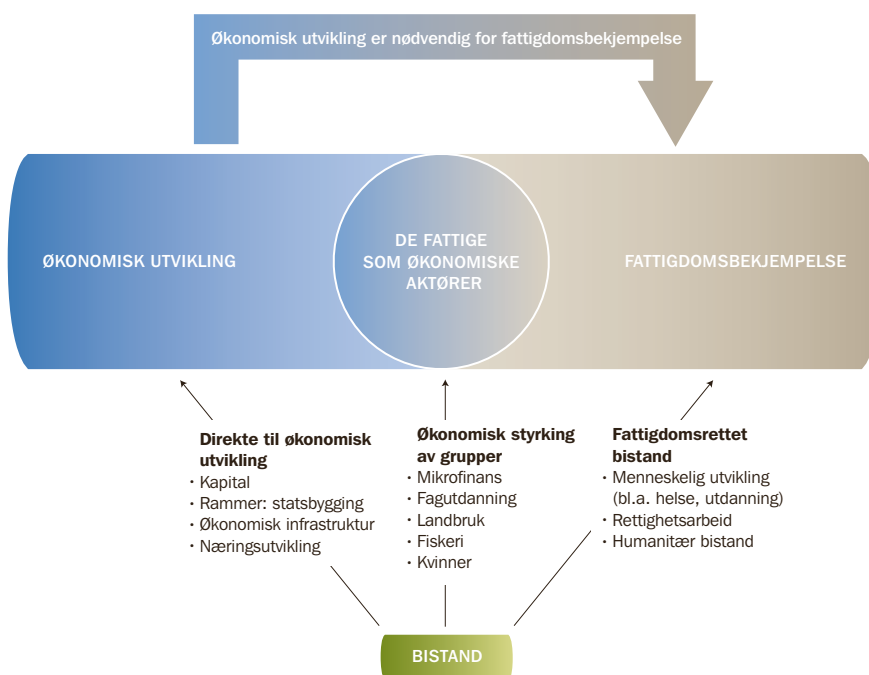 Økonomisk utvikling er nødvendig for fattigdomsbekjempelse
ØKONOMISK UTVIKLING
DE FATTIGE
SOM ØKONOMISKE
AKTØRER
FATTIGDOMSBEKJEMPELSE
Direkte til økonomisk
utvikling
· Kapital
· Rammer: statsbygging
· Økonomisk infrastruktur
· Næringsutvikling
Økonomisk styrking
av grupper
· Mikrofinans
· Fagutdanning
· Landbruk
· Fiskeri
· Kvinner
Fattigdomsrettet
bistand
· Menneskelig utvikling
(bl.a. helse, utdanning)
· Rettighetsarbeid
· Humanitær bistand
BISTAND